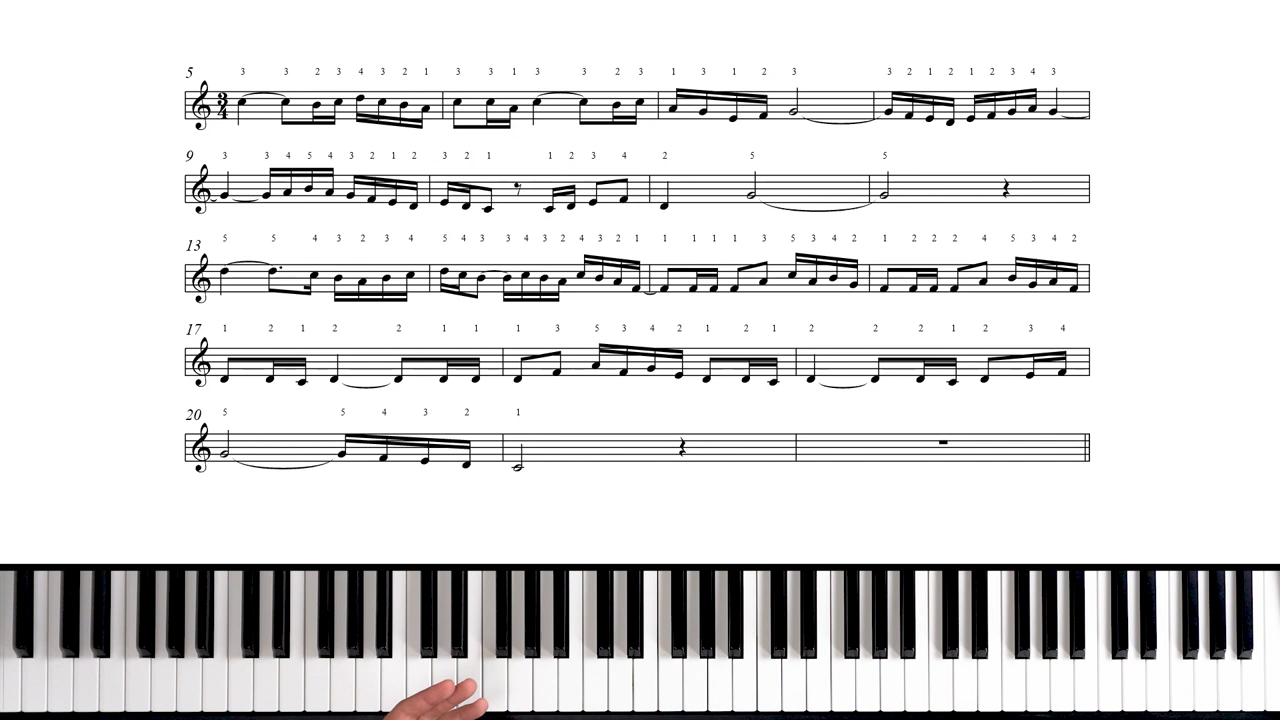 5
3 3 2 3 4 3 2 1 3 3 1 3 3 2 3 1 3 1 2 3 3 2 1 2 1 2 3 4 3
3
4
9
3 3 4 5 4 3 2 1 2 3 2 1 1 2 3 4 2 5 5
13
5 5 4 3 2 3 4 5 4 3 3 4 3 2 4 3 2 1 1 1 1 1 3 5 3 4 2 1 2 2 2 4 5 3 4 2
17
1 2 1 2 2 1 1 1 3 5 3 4 2 1 2 1 2 2 2 1 2 3 4
20
5 5 4 3 2 1